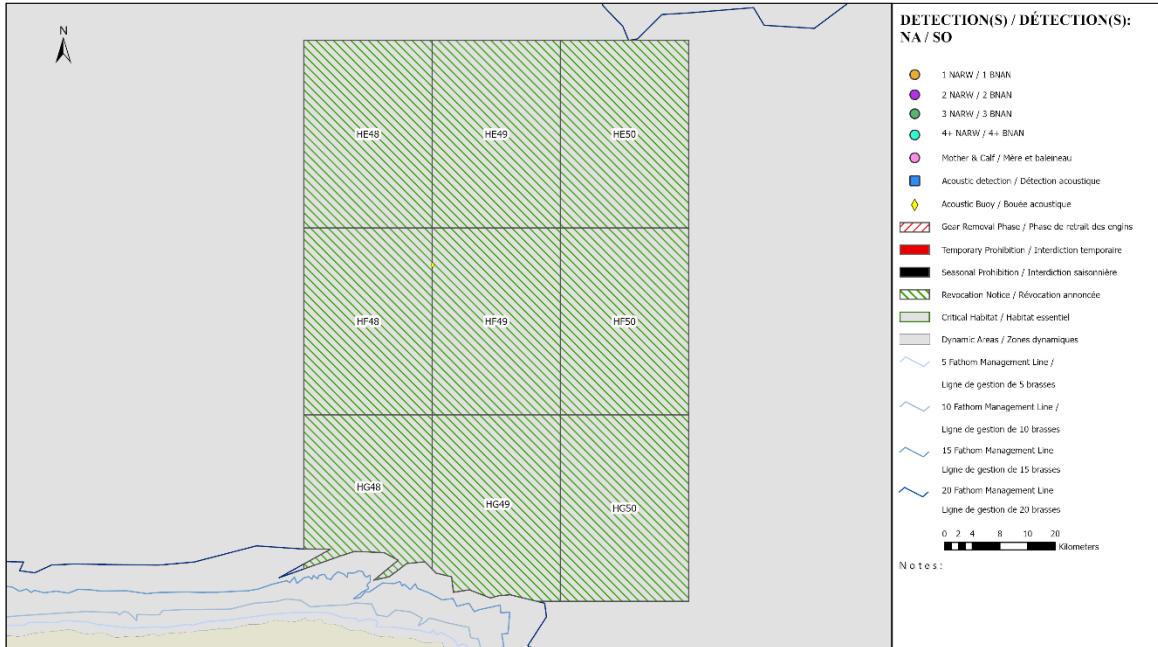 N
HE48
HE49
HE50
HF48
HF49
HF50
HG48
HG49
HG50
DETECTION(S) / DÉTECTION(S):
NA / SO
1 NARW / 1 BNAN
2 NARW / 2 BNAN
3 NARW / 3 BNAN
4+ NARW / 4+ BNAN
Mother & Calf / Mère et baleineau
Acoustic detection / Détection acoustique
Acoustic Buoy / Bouée acoustique
Gear Removal Phase / Phase de retrait des engins
Temporary Prohibition / Interdiction temporaire
Seasonal Prohibition / Interdiction saisonnière
Revocation Notice / Révocation annoncée
Critical Habitat / Habitat essentiel
Dynamic Areas / Zones dynamiques
5 Fathom Management Line /
Ligne de gestion de 5 brasses
10 Fathom Management Line /
Ligne de gestion de 10 brasses
15 Fathom Management Line
Ligne de gestion de 15 brasses
20 Fathom Management Line
Ligne de gestion de 20 brasses
0 2 4 8 10 20
Kilometers
Notes: